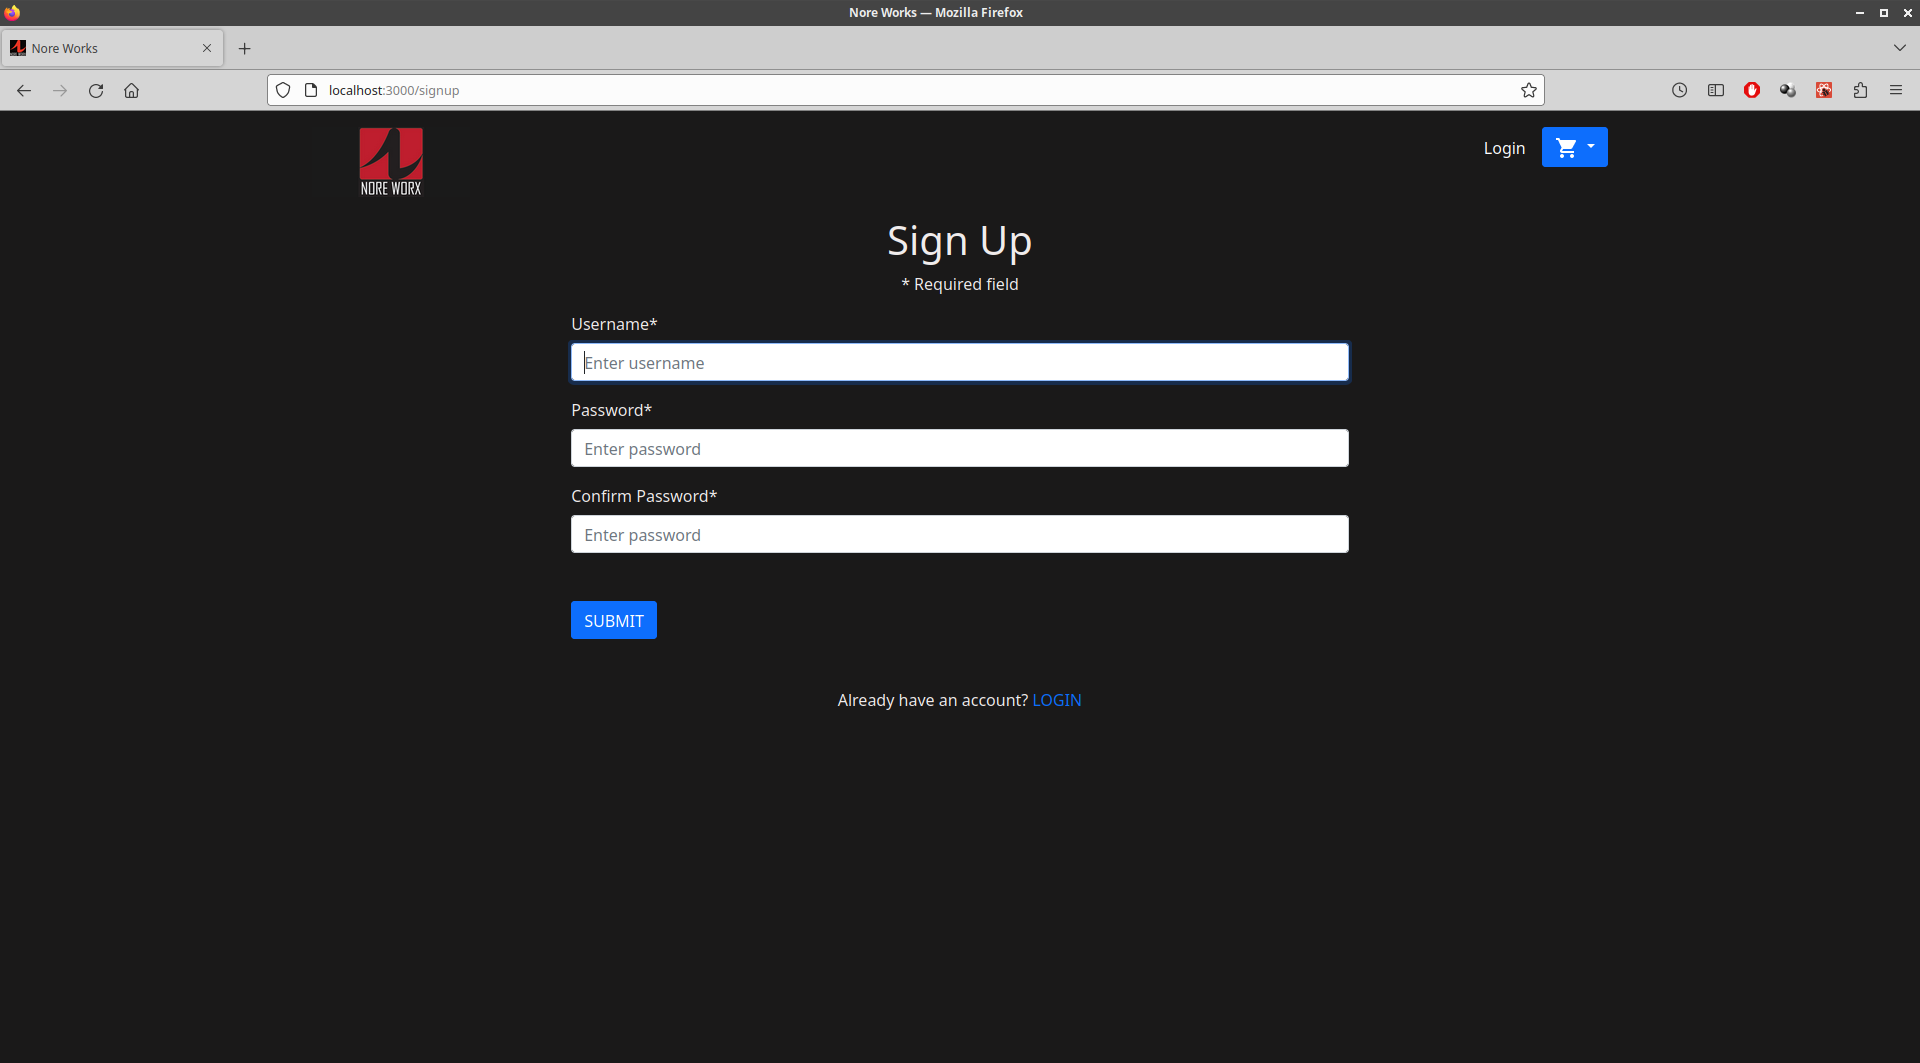 Nore Works — Mozilla Firefox
Nore Works
localhost:3000/signup
NORE WORX
Login
Sign Up
* Required field
Username*
Enter username
Password*
Enter password
Confirm Password*
Enter password
SUBMIT
Already have an account? LOGIN